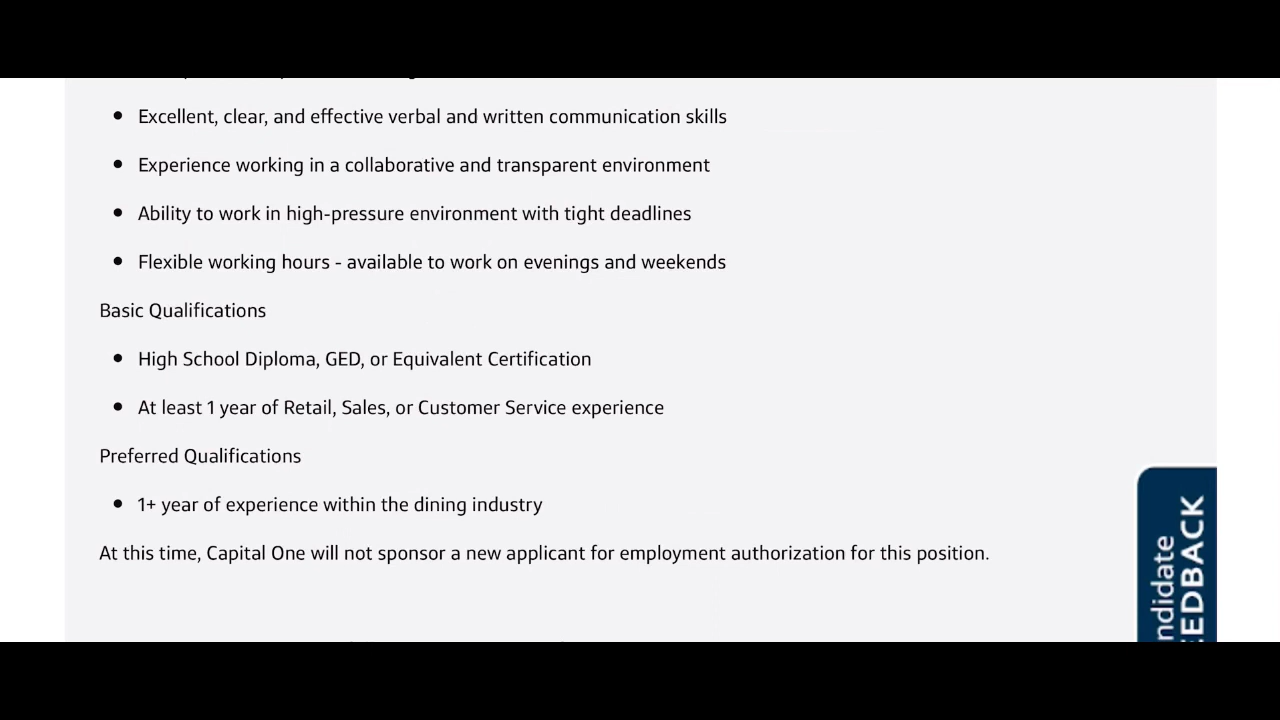 Excellent, clear, and effective verbal and written communication skills
Experience working in a collaborative and transparent environment
Ability to work in high-pressure environment with tight deadlines
Flexible working hours - available to work on evenings and weekends
Basic Qualifications
High School Diploma, GED, or Equivalent Certification
At least 1 year of Retail, Sales, or Customer Service experience
Preferred Qualifications
1+ year of experience within the dining industry
At this time, Capital One will not sponsor a new applicant for employment authorization for this position.
ndidate
EDBACK